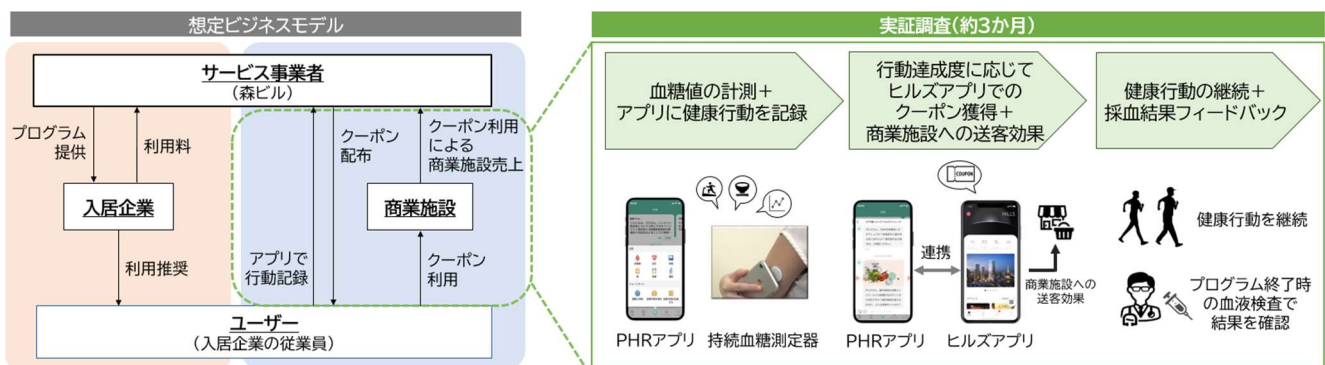 想定ビジネスモデル
サービス事業者
(森ビル)
プログラム
提供
利用料
クーポン
配布
クーポン利用
による
商業施設売上
入居企業
商業施設
利用推奨
アプリで
行動記録
クーポン
利用
ユーザー
(入居企業の従業員)
実証調査(約3か月)
血糖値の計測+
アプリに健康行動を記録
行動達成度に応じて
ヒルズアプリでの
クーポン獲得+
商業施設への送客効果
健康行動の継続+
採血結果フィードバック
COUPON
HILLS
連携
商業施設への
送客効果
健康行動を継続
プログラム終了時
の血液検査で
結果を確認
PHRアプリ
持続血糖測定器
PHRアプリ
ヒルズアプリ